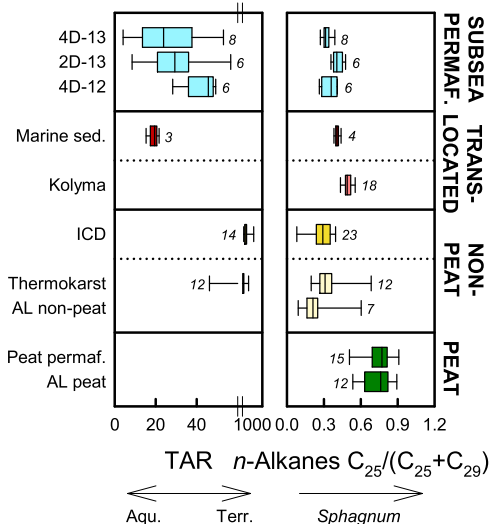 4D-13
8
8
2D-13
6
6
4D-12
6
6
SUBSEA
PERMAF.
Marine sed.
3
4
Kolyma
18
TRANS-
LOCATED
ICD
14
23
Thermokarst
12
12
AL non-peat
7
NON-
PEAT
Peat permaf.
15
AL peat
12
PEAT
0 20 40 1000
0.0 0.3 0.6 0.9 1.2
TAR
n-Alkanes C25/(C25+C29)
Aqu. Terr.
Sphagnum